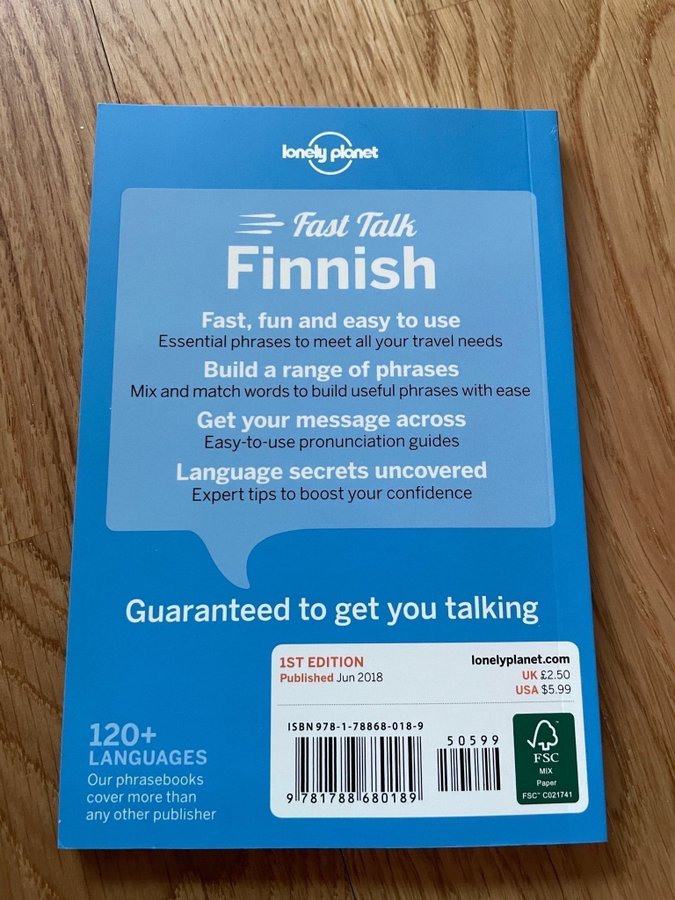 lonely planet
Fast Talk
Finnish
Fast, fun and easy to use
Essential phrases to meet all your travel needs
Build a range of phrases
Mix and match words to build useful phrases with ease
Get your message across
Easy-to-use pronunciation guides
Language secrets uncovered
Expert tips to boost your confidence
Guaranteed to get you talking
1ST EDITION
Published Jun 2018
lonelyplanet.com
UK £2.50
USA $5.99
120+
LANGUAGES
Our phrasebooks
cover more than
any other publisher
ISBN 978-1-78868-018-9
9 781788 680189
50599
FSC
MIX
Paper
FSC™ C021741